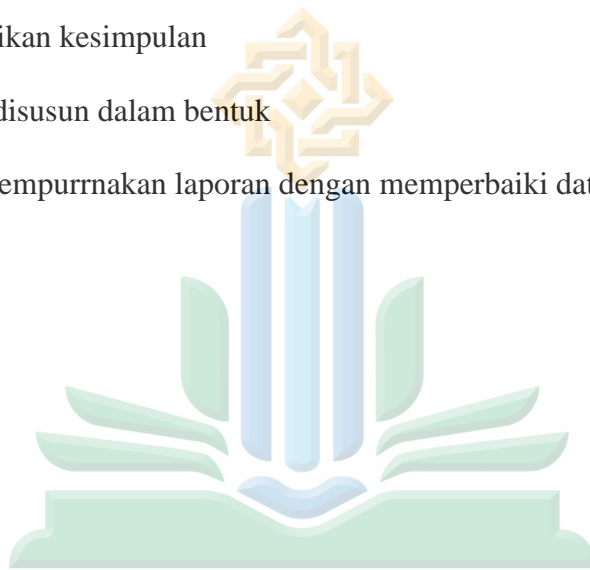 ikan kesimpulan
disusun dalam bentuk
empurrnakan laporan dengan memperbaiki dat